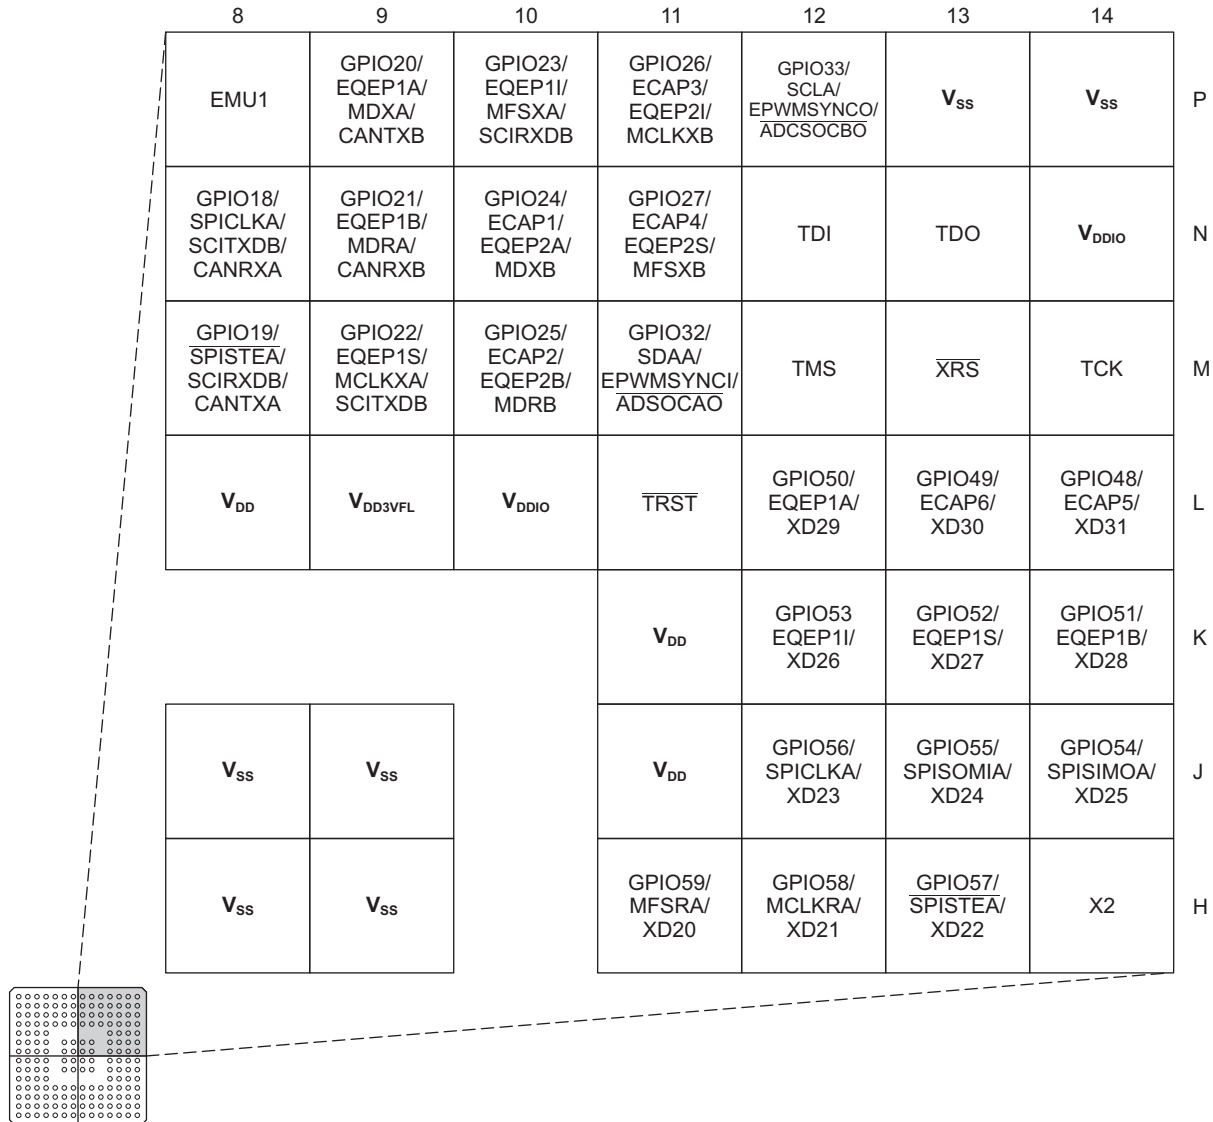 8 9 10 11 12 13 14
EMU1
GPIO20/
EQEP1A/
MDXA/
CANTXB
GPIO23/
EQEP1I/
MFSXA/
SCIRXDB
GPIO26/
ECAP3/
EQEP2I/
MCLKXB
GPIO33/
SCLA/
EPWMSYNCO/
ADCSOCBO
VSS
VSS
P
GPIO18/
SPICLKA/
SCITXDB/
CANRXA
GPIO21/
EQEP1B/
MDRA/
CANRXB
GPIO24/
ECAP1/
EQEP2A/
MDXB
GPIO27/
ECAP4/
EQEP2S/
MFSXB
TDI
TDO
VDDIO
N
GPIO19/
SPISTEA/
SCIRXDB/
CANTXA
GPIO22/
EQEP1S/
MCLKXA/
SCITXDB
GPIO25/
ECAP2/
EQEP2B/
MDRB
GPIO32/
SDAA/
EPWMSYNCI/
ADSOCAO
TMS
XRS
TCK
M
VDD
VDD3VFL
VDDIO
TRST
GPIO50/
EQEP1A/
XD29
GPIO49/
ECAP6/
XD30
GPIO48/
ECAP5/
XD31
L
VDD
GPIO53
EQEP1I/
XD26
GPIO52/
EQEP1S/
XD27
GPIO51/
EQEP1B/
XD28
K
VSS
VSS
VDD
GPIO56/
SPICLKA/
XD23
GPIO55/
SPISOMIA/
XD24
GPIO54/
SPISIMOA/
XD25
J
VSS
VSS
GPIO59/
MFSRA/
XD20
GPIO58/
MCLKRA/
XD21
GPIO57/
SPISTEA/
XD22
X2
H